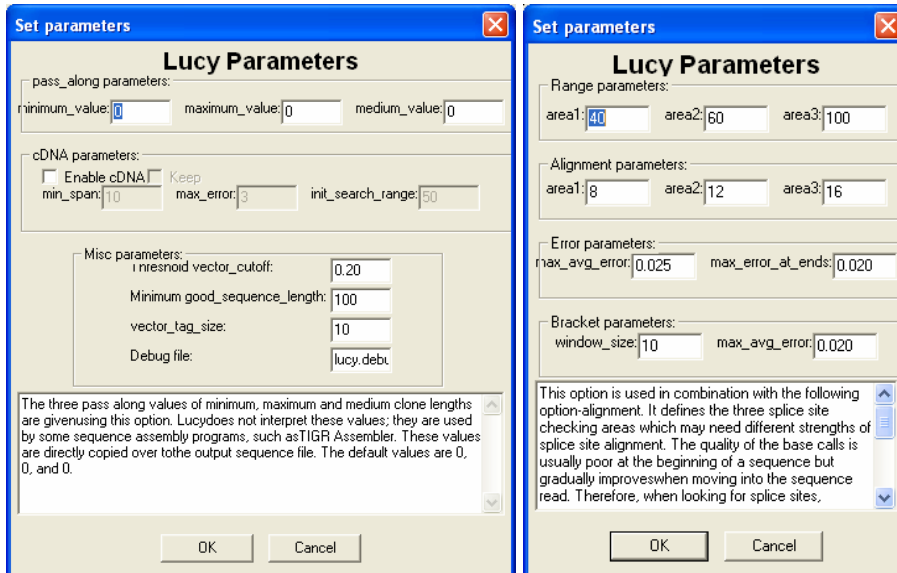 Set parameters
Lucy Parameters
pass_along parameters:
minimum_value: 0 maximum_value: 0 medium_value: 0
cDNA parameters:
Enable cDNA Keep
min_span: 10 max_error: 3 init_search_range: 50
Misc parameters:
Threshold vector_cutoff: 0.20
Minimum good_sequence_length: 100
vector_tag_size: 10
Debug file: lucy.debu
The three pass along values of minimum, maximum and medium clone lengths
are givenusing this option. Lucydoes not interpret these values; they are used
by some sequence assembly programs, such asTIGR Assembler. These values
are directly copied over tothe output sequence file. The default values are 0,
0, and 0.
OK Cancel
Set parameters
Lucy Parameters
Range parameters:
area1: 40 area2: 60 area3: 100
Alignment parameters:
area1: 8 area2: 12 area3: 16
Error parameters:
max_avg_error: 0.025 max_error_at_ends: 0.020
Bracket parameters:
window_size: 10 max_avg_error: 0.020
This option is used in combination with the following
option-alignment. It defines the three splice site
checking areas which may need different strengths of
splice site alignment. The quality of the base calls is
usually poor at the beginning of a sequence but
gradually improveswhen moving into the sequence
read. Therefore, when looking for splice sites,
OK Cancel